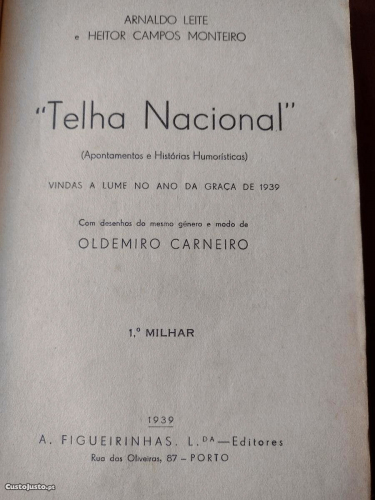 ARNALDO LEITE
e HEITOR CAMPOS MONTEIRO
"Telha Nacional"
(Apontamentos e Histórias Humorísticas)
VINDAS A LUME NO ANO DA GRAÇA DE 1939
Com desenhos do mesmo género e modo de
OLDEMIRO CARNEIRO
1.º MILHAR
1939
A. FIGUEIRINHAS. L.DA—Editores
Rua das Oliveiras, 87 – PORTO
CustoJusto.pt